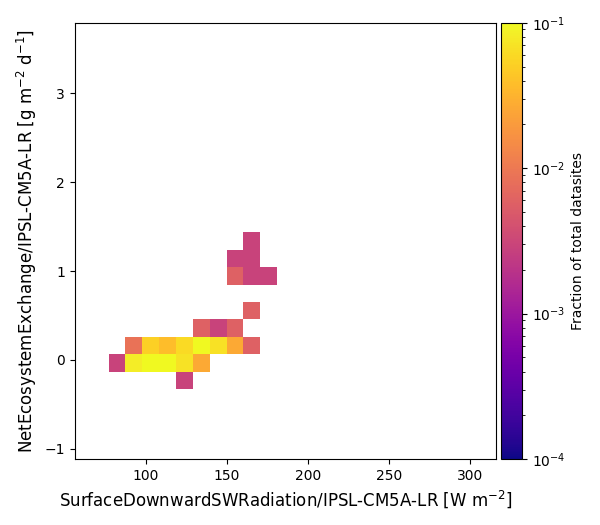 NetEcosystemExchange/IPSL-CM5A-LR [g m⁻² d⁻¹]
3
2
1
0
−1
100 150 200 250 300
SurfaceDownwardSWRadiation/IPSL-CM5A-LR [W m⁻²]
10⁻¹
10⁻²
10⁻³
10⁻⁴
Fraction of total datasites